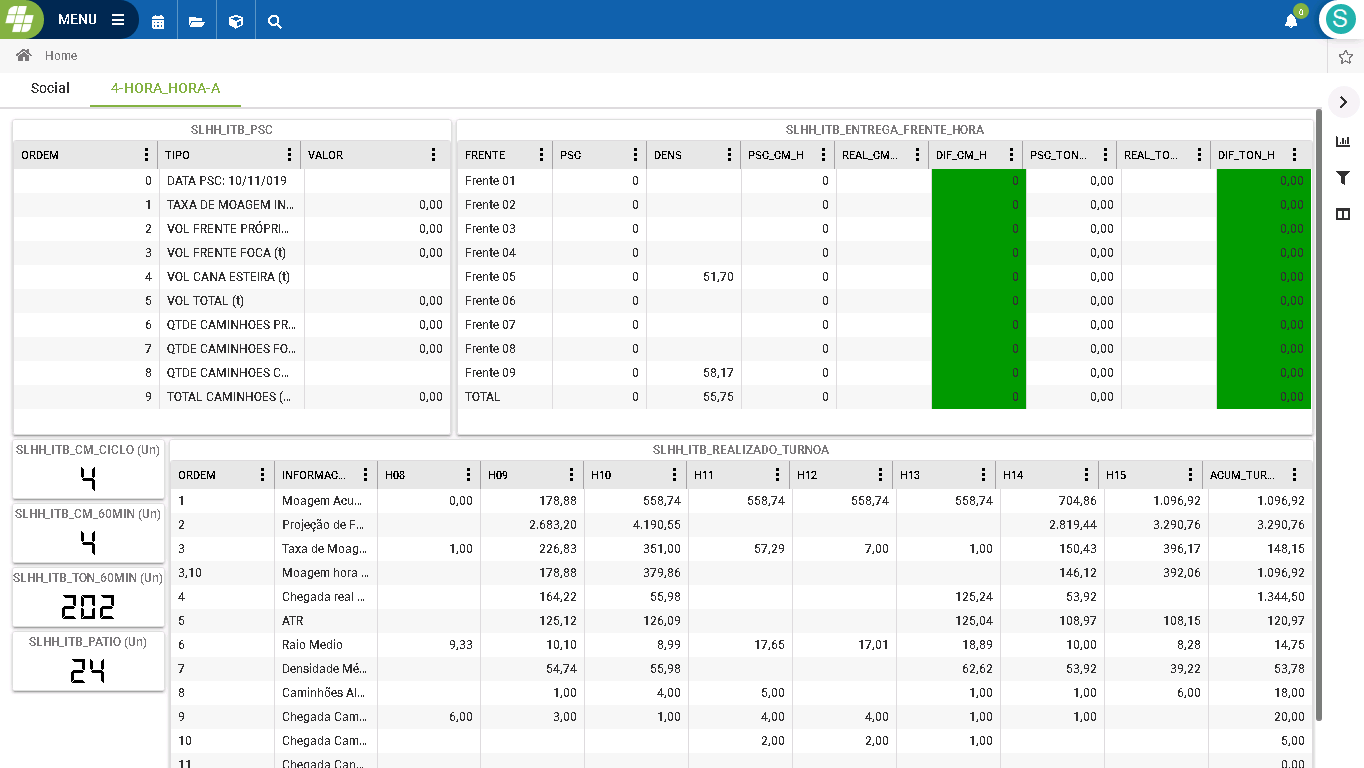 MENU
0
S
Home
Social 4-HORA_HORA-A
SLHH_ITB_PSC
ORDEM TIPO VALOR
0 DATA PSC: 10/11/019
1 TAXA DE MOAGEM IN... 0,00
2 VOL FRENTE PRÓPRI... 0,00
3 VOL FRENTE FOCA (t) 0,00
4 VOL CANA ESTEIRA (t)
5 VOL TOTAL (t) 0,00
6 QTDE CAMINHOES PR... 0,00
7 QTDE CAMINHOES FO... 0,00
8 QTDE CAMINHOES C...
9 TOTAL CAMINHOES (... 0,00
SLHH_ITB_ENTREGA_FRENTE_HORA
FRENTE PSC DENS PSC_CM_H REAL_CM... DIF_CM_H PSC_TON... REAL_TO... DIF_TON_H
Frente 01 0 0 0 0,00 0,00
Frente 02 0 0 0 0,00 0,00
Frente 03 0 0 0 0,00 0,00
Frente 04 0 0 0 0,00 0,00
Frente 05 0 51,70 0 0 0,00 0,00
Frente 06 0 0 0 0,00 0,00
Frente 07 0 0 0 0,00 0,00
Frente 08 0 0 0 0,00 0,00
Frente 09 0 58,17 0 0 0,00 0,00
TOTAL 0 55,75 0 0 0,00 0,00
SLHH_ITB_CM_CICLO (Un)
4
SLHH_ITB_CM_60MIN (Un)
4
SLHH_ITB_TON_60MIN (Un)
202
SLHH_ITB_PATIO (Un)
24
SLHH_ITB_REALIZADO_TURNOA
ORDEM INFORMAC... H08 H09 H10 H11 H12 H13 H14 H15 ACUM_TUR...
1 Moagem Acu... 0,00 178,88 558,74 558,74 558,74 558,74 704,86 1.096,92 1.096,92
2 Projeção de F... 2.683,20 4.190,55 2.819,44 3.290,76 3.290,76
3 Taxa de Moag... 1,00 226,83 351,00 57,29 7,00 1,00 150,43 396,17 148,15
3,10 Moagem hora ... 178,88 379,86 146,12 392,06 1.096,92
4 Chegada real ... 164,22 55,98 125,24 53,92 1.344,50
5 ATR 125,12 126,09 125,04 108,97 108,15 120,97
6 Raio Medio 9,33 10,10 8,99 17,65 17,01 18,89 10,00 8,28 14,75
7 Densidade Mé... 54,74 55,98 62,62 53,92 39,22 53,78
8 Caminhões Al... 1,00 4,00 5,00 1,00 1,00 6,00 18,00
9 Chegada Cam... 6,00 3,00 1,00 4,00 4,00 1,00 1,00 20,00
10 Chegada Cam... 2,00 2,00 1,00 5,00
11 Chegada Can... 0,00